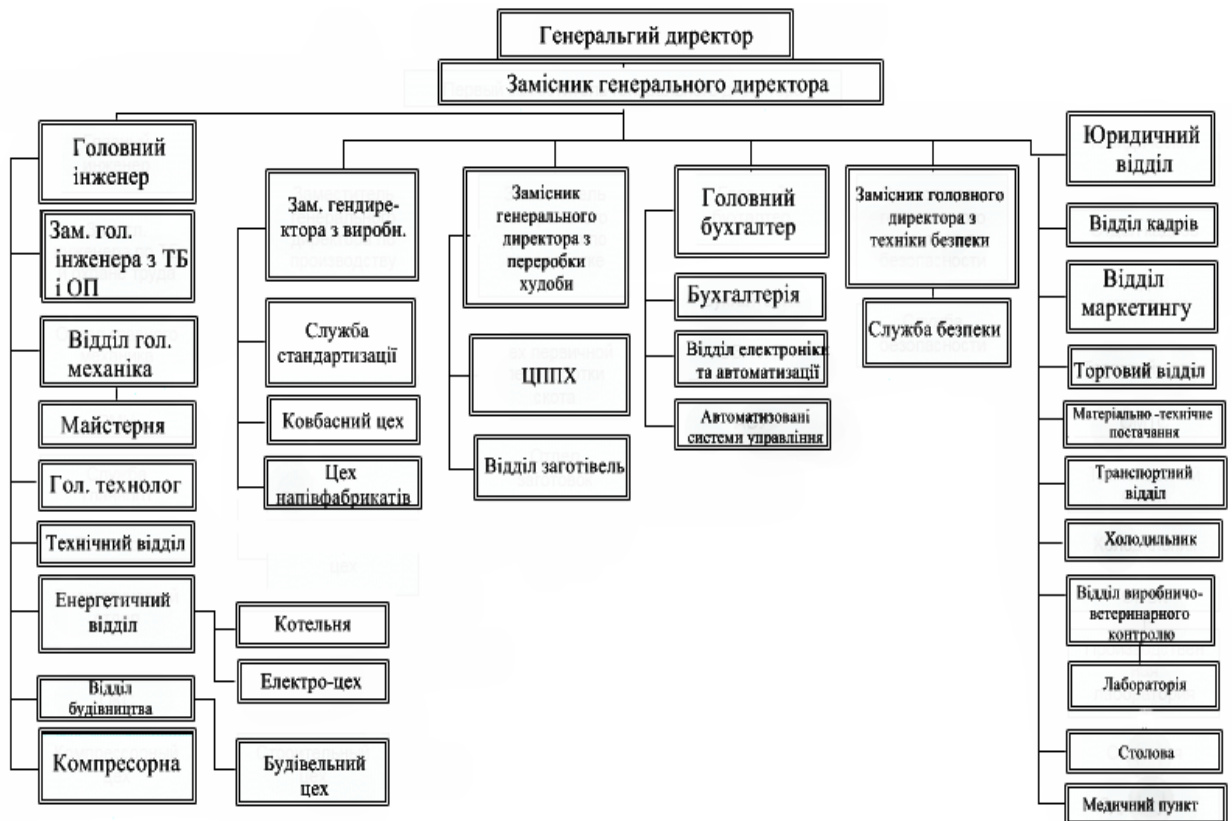 Генеральгий директор
Замісник генерального директора
Головний
інженер
Зам. гол.
інженера з ТБ
і ОП
Відділ гол.
механіка
Майстерня
Гол. технолог
Технічний відділ
Енергетичний
відділ
Відділ
будівництва
Компресорна
Зам. гендире-
ктора з вироби.
Служба
стандартизації
Ковбасний цех
Цех
напівфабрикатів
Котельня
Електро-цех
Будівельний
цех
Замісник
генерального
директора з
переробки
худоби
ЦППХ
Відділ заготівель
Головний
бухгалтер
Бухгалтерія
Відділ електроніки
та автоматизації
Автоматизовані
системи управління
Замісник головного
директора з
техніки безпеки
Служба безпеки
Юридичний
відділ
Відділ кадрів
Відділ
маркетингу
Торговий відділ
Матеріально -технічне
постачання
Транспортний
відділ
Холодильник
Відділ виробничо-
ветеринарного
контролю
Лабораторія
Столова
Медичний пункт